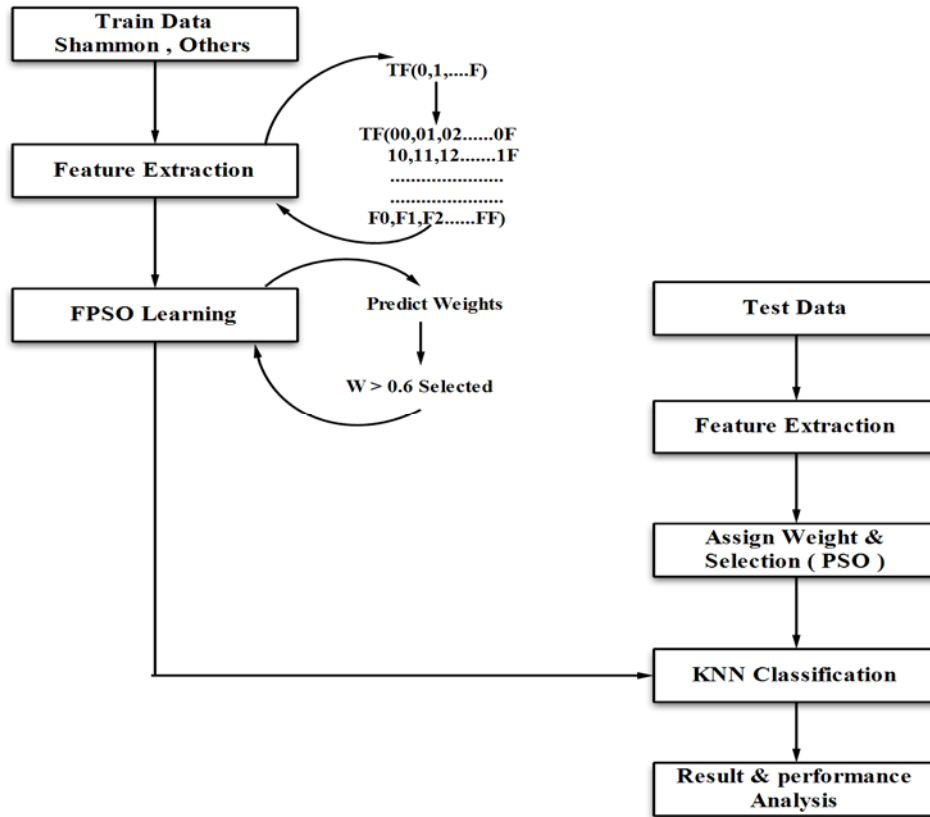 Train Data
Shammon , Others
TF(0,1,....F)
TF(00,01,02......0F
10,11,12.......1F
.......................
.......................
F0,F1,F2......FF)
Feature Extraction
FPSO Learning
Predict Weights
W > 0.6 Selected
Test Data
Feature Extraction
Assign Weight &
Selection ( PSO )
KNN Classification
Result & performance
Analysis